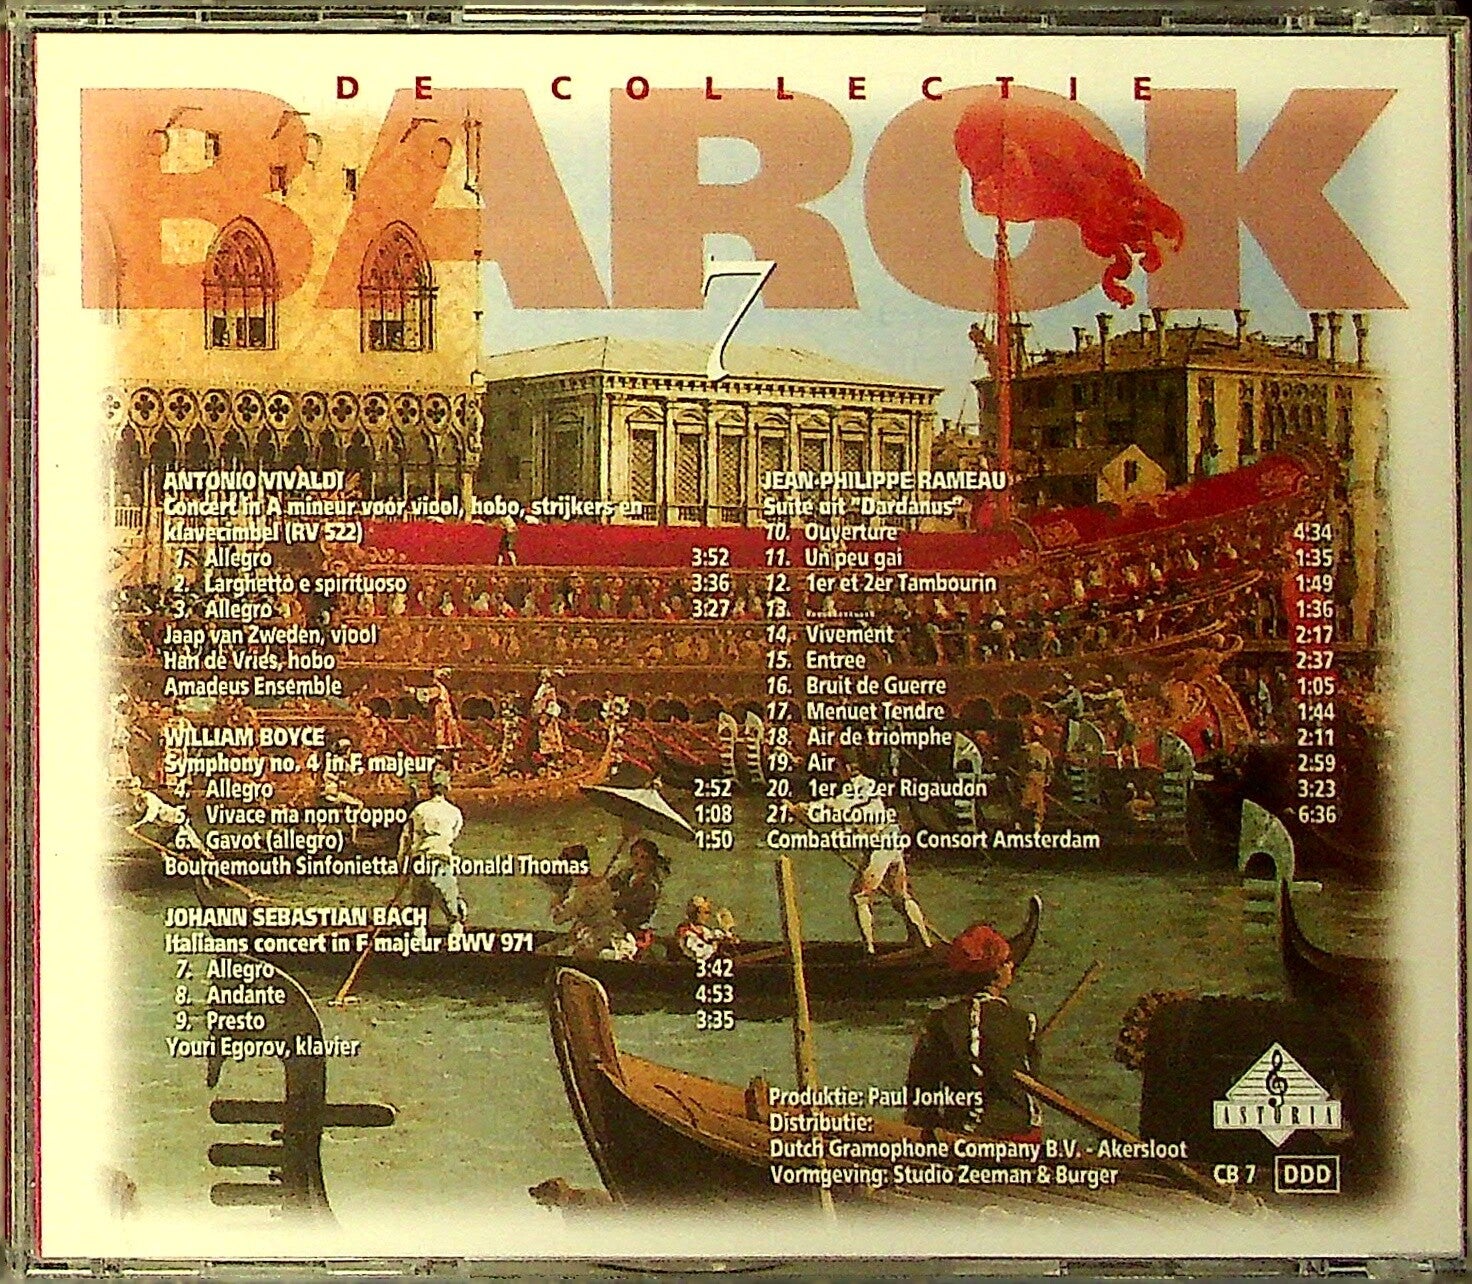 DE COLLECTIE
BAROK
7
ANTONIO VIVALDI
Concert in A mineur voor viool, hobo, strijkers en
klavecimbel (RV 522)
1. Allegro 3:52
2. Larghetto e spirituoso 3:36
3. Allegro 3:27
Jaap van Zweden, viool
Han de Vries, hobo
Amadeus Ensemble
WILLIAM BOYCE
Symphony no. 4 in F majeur
4. Allegro 2:52
5. Vivace ma non troppo 1:08
6. Gavot (allegro) 1:50
Bournemouth Sinfonietta / dir. Ronald Thomas
JOHANN SEBASTIAN BACH
Italiaans concert in F majeur BWV 971
7. Allegro 3:42
8. Andante 4:53
9. Presto 3:35
Youri Egorov, klavier
JEAN-PHILIPPE RAMEAU
Suite uit "Dardanus"
10. Ouverture 4:34
11. Un peu gai 1:35
12. 1er et 2er Tambourin 1:49
13. ............. 1:36
14. Vivement 2:17
15. Entree 2:37
16. Bruit de Guerre 1:05
17. Menuet Tendre 1:44
18. Air de triomphe 2:11
19. Air 2:59
20. 1er et 2er Rigaudon 3:23
21. Chaconne 6:36
Combattimento Consort Amsterdam
Produktie: Paul Jonkers
Distributie:
Dutch Gramophone Company B.V. - Akersloot
Vormgeving: Studio Zeeman & Burger
ASTORIA
CB 7 DDD